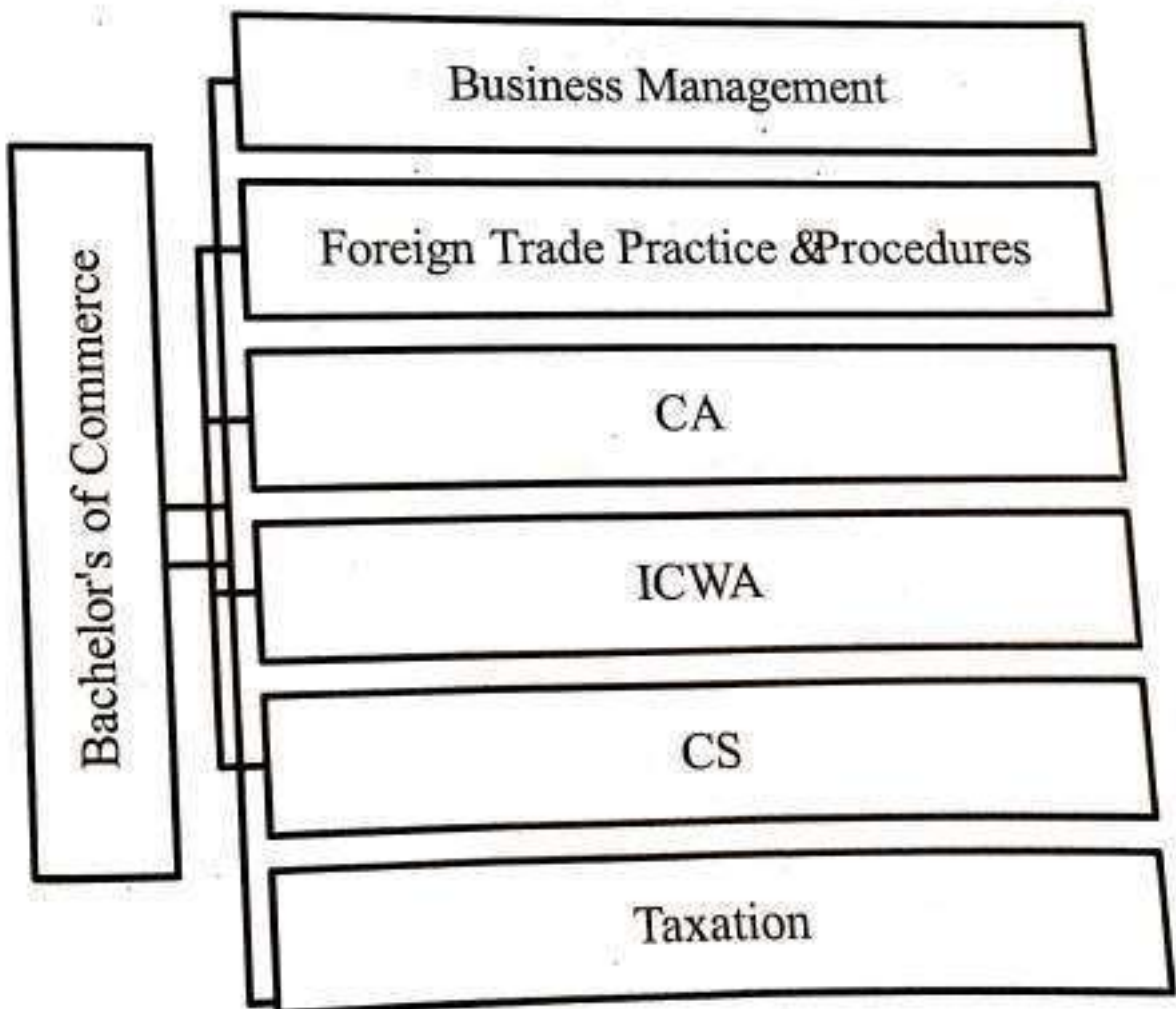 Bachelor's of Commerce
Business Management
Foreign Trade Practice &Procedures
CA
ICWA
CS
Taxation